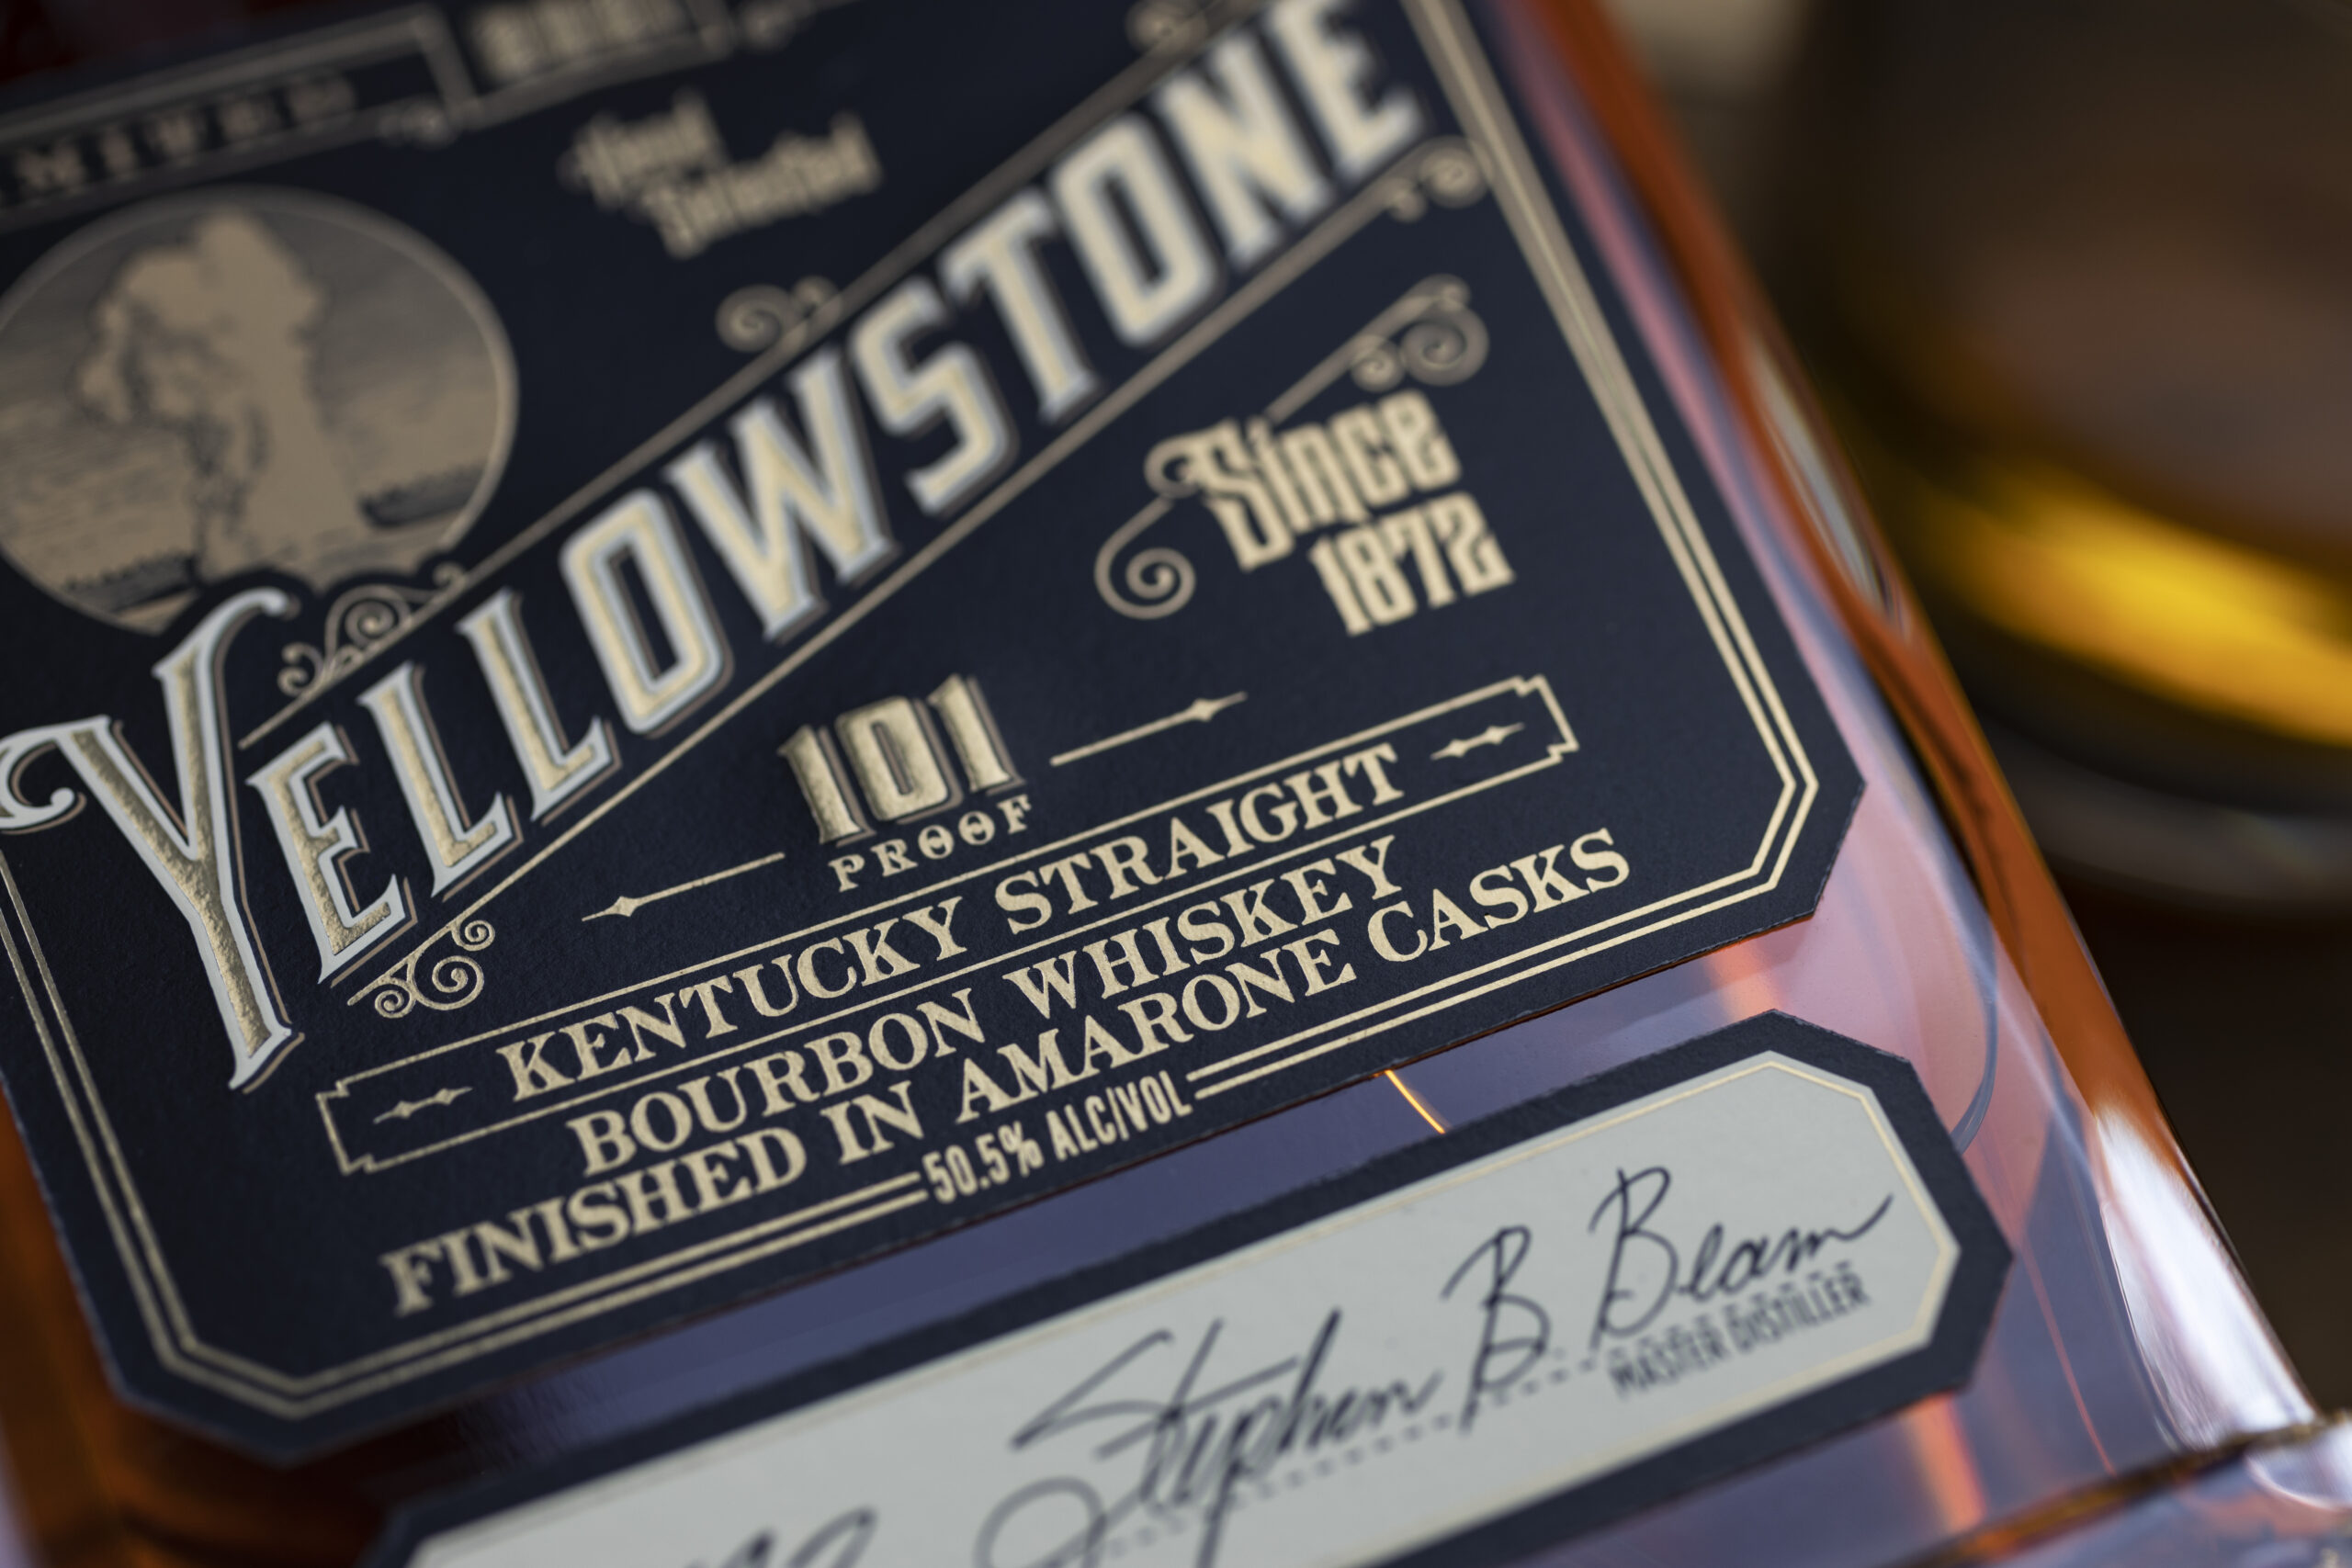 Hand
Selected
YELLOWSTONE
Since
1872
101
PROOF
KENTUCKY STRAIGHT
BOURBON WHISKEY
FINISHED IN AMARONE CASKS
50.5% ALC/VOL
Stephen B Beam
MASTER DISTILLER